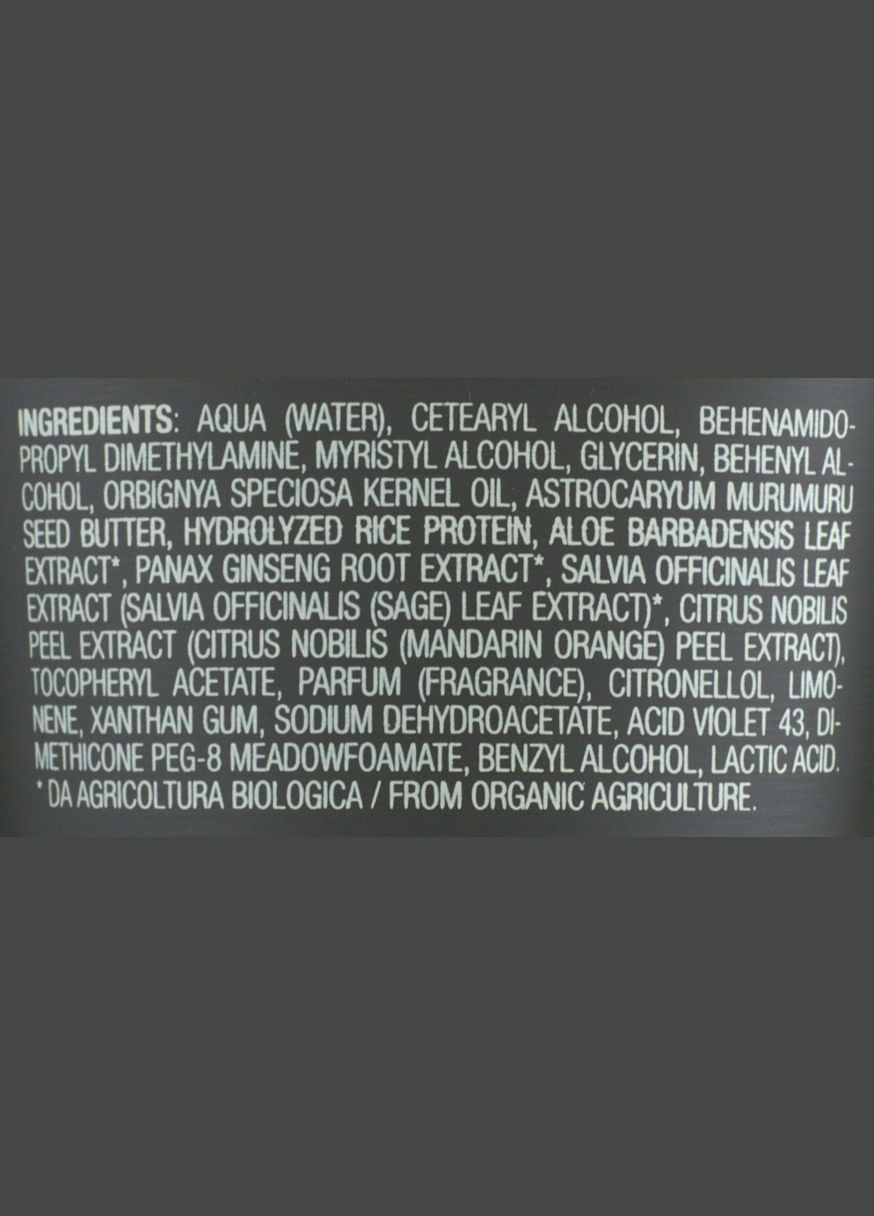 INGREDIENTS: AQUA (WATER), CETEARYL ALCOHOL, BEHENAMIDO-
PROPYL DIMETHYLAMINE, MYRISTYL ALCOHOL, GLYCERIN, BEHENYL AL-
COHOL, ORBIGNYA SPECIOSA KERNEL OIL, ASTROCARYUM MURUMURU
SEED BUTTER, HYDROLYZED RICE PROTEIN, ALOE BARBADENSIS LEAF
EXTRACT*, PANAX GINSENG ROOT EXTRACT*, SALVIA OFFICINALIS LEAF
EXTRACT (SALVIA OFFICINALIS (SAGE) LEAF EXTRACT)*, CITRUS NOBILIS
PEEL EXTRACT (CITRUS NOBILIS (MANDARIN ORANGE) PEEL EXTRACT),
TOCOPHERYL ACETATE, PARFUM (FRAGRANCE), CITRONELLOL, LIMO-
NENE, XANTHAN GUM, SODIUM DEHYDROACETATE, ACID VIOLET 43, DI-
METHICONE PEG-8 MEADOWFOAMATE, BENZYL ALCOHOL, LACTIC ACID.
* DA AGRICOLTURA BIOLOGICA / FROM ORGANIC AGRICULTURE.